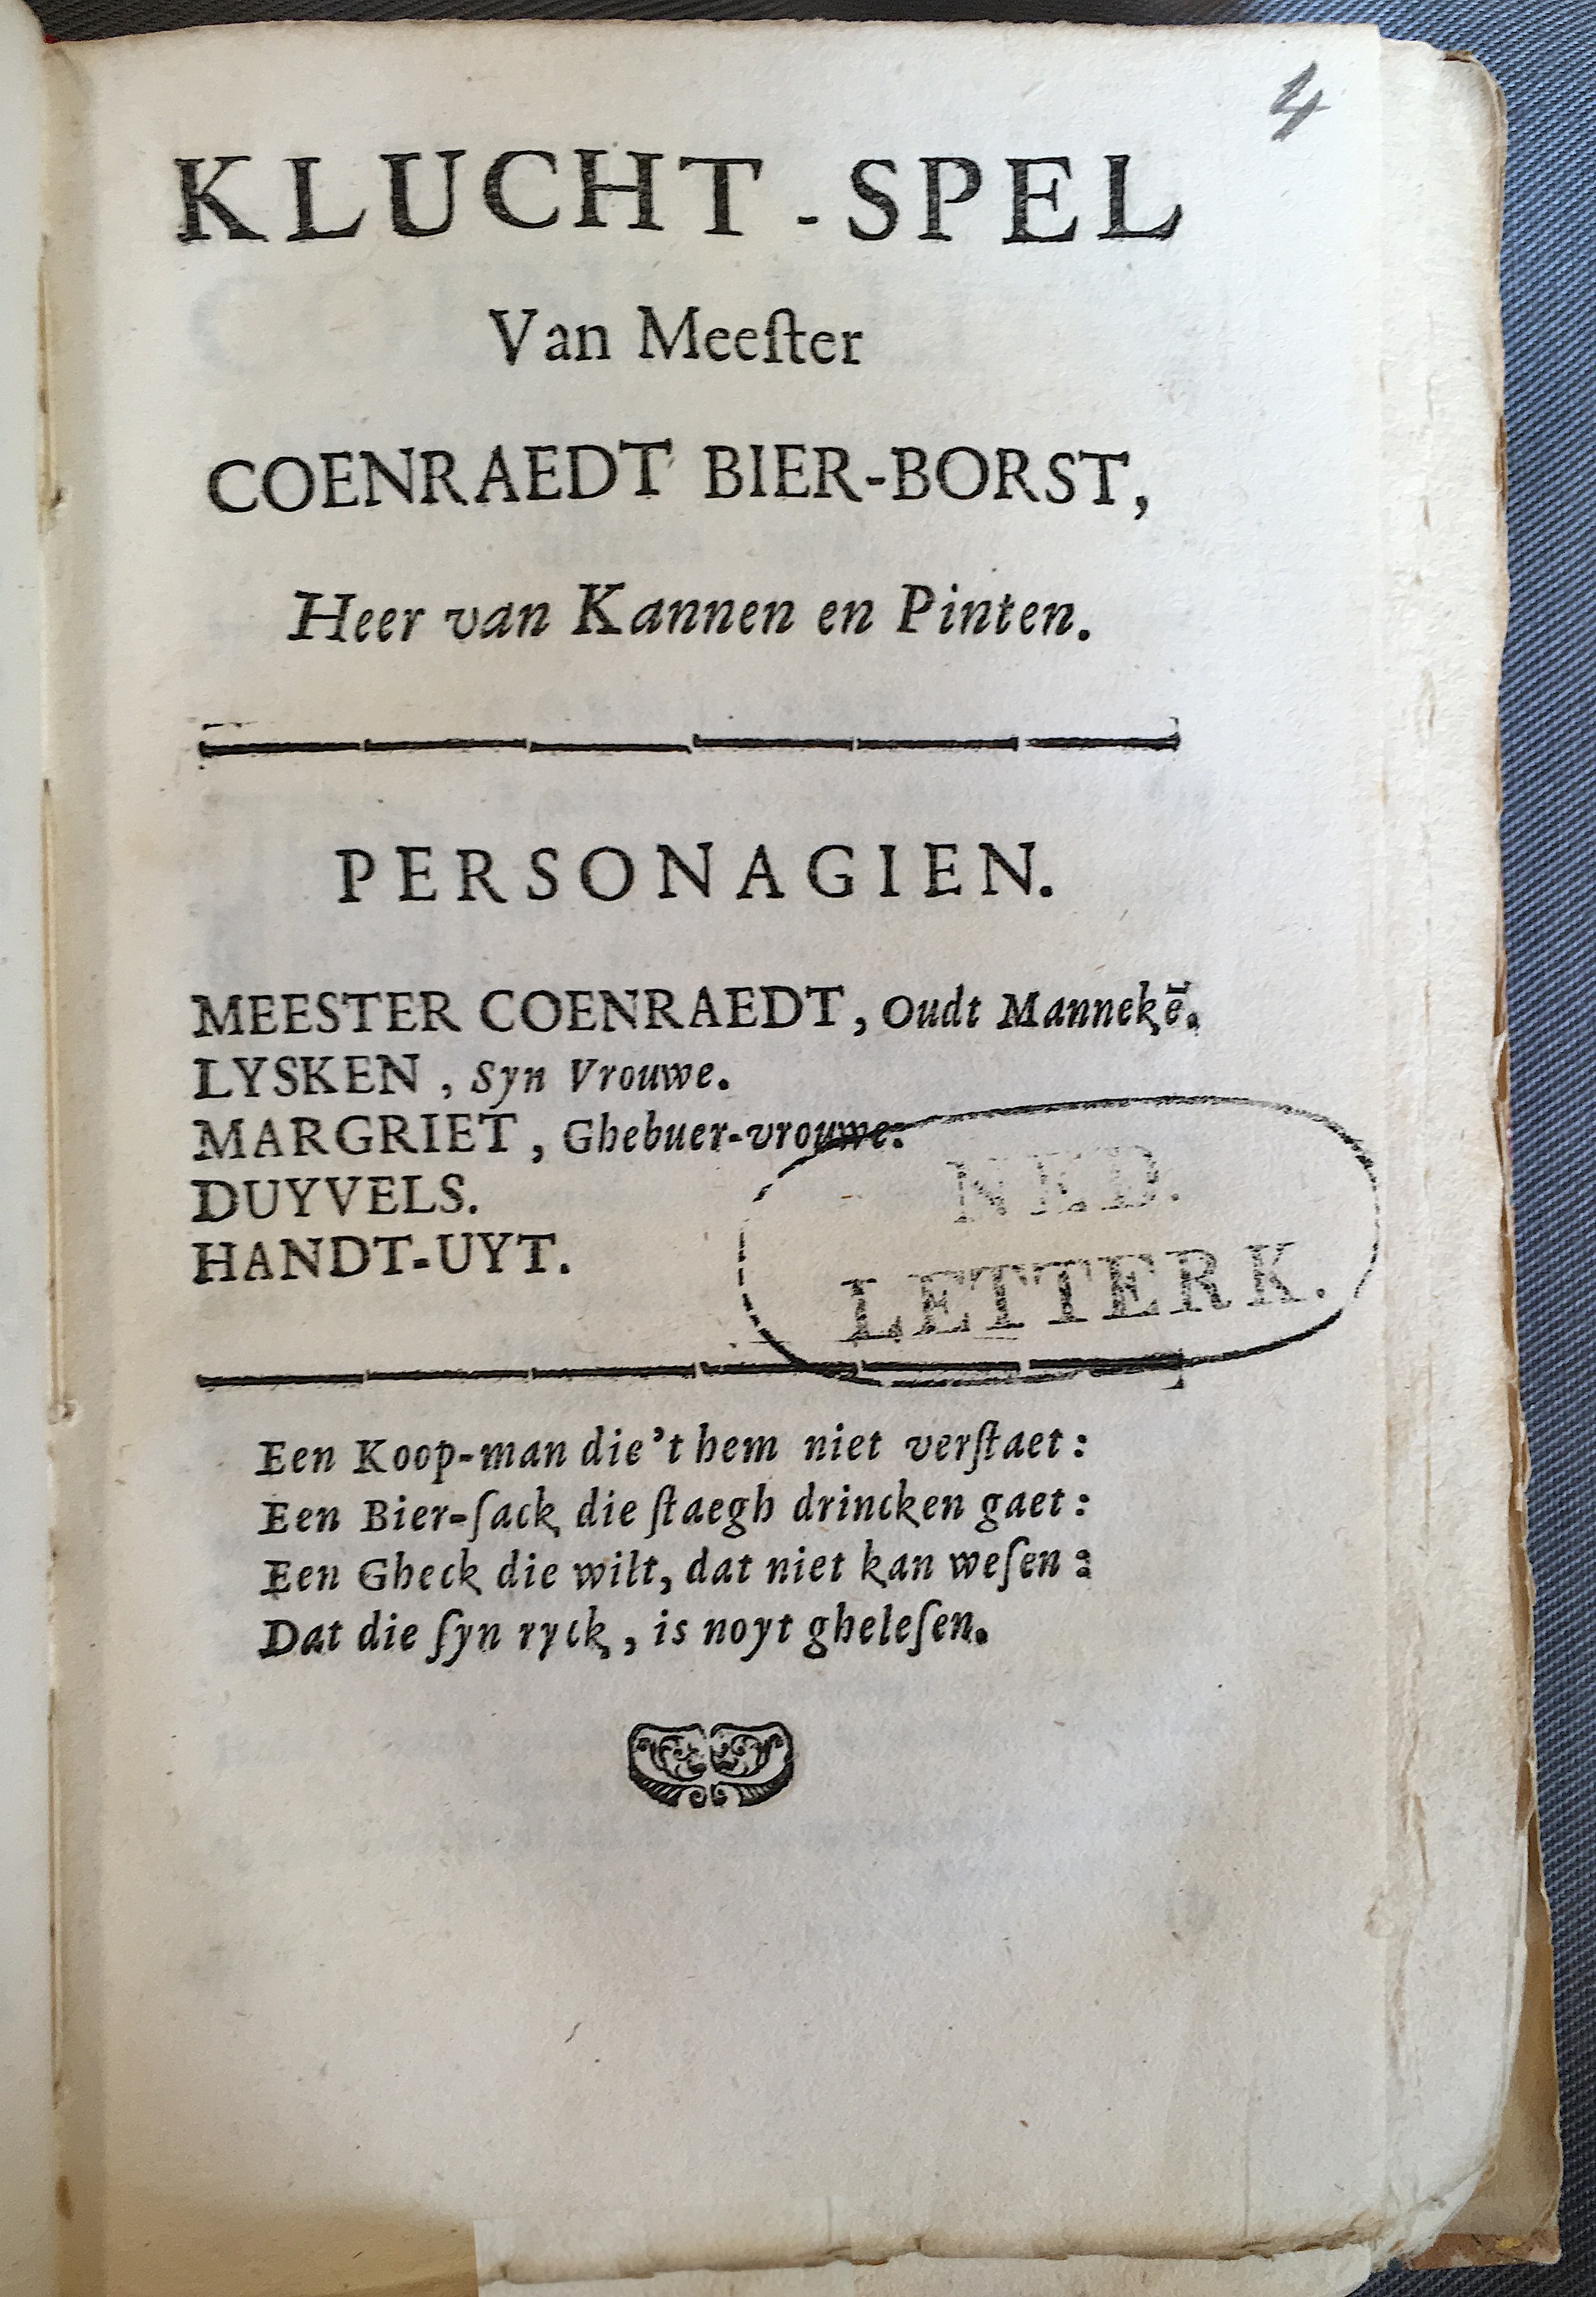 4
KLUCHT-SPEL
Van Meeſter
COENRAEDT BIER-BORST,
Heer van Kannen en Pinten.
PERSONAGIEN.
MEESTER COENRAEDT, Oudt Mannekē.
LYSKEN, Syn Vrouwe.
MARGRIET, Ghebuer-vrouwe.
DUYVELS.
HANDT-UYT.
NED.
LETTERK.
Een Koop-man die't hem niet verſtaet:
Een Bier-ſack die ſtaegh drincken gaet:
Een Gheck die wilt, dat niet kan weſen:
Dat die ſyn ryck, is noyt gheleſen.